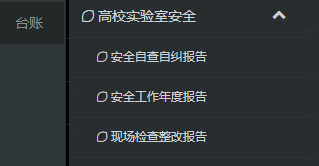 台账
高校实验室安全
安全自查自纠报告
安全工作年度报告
现场检查整改报告